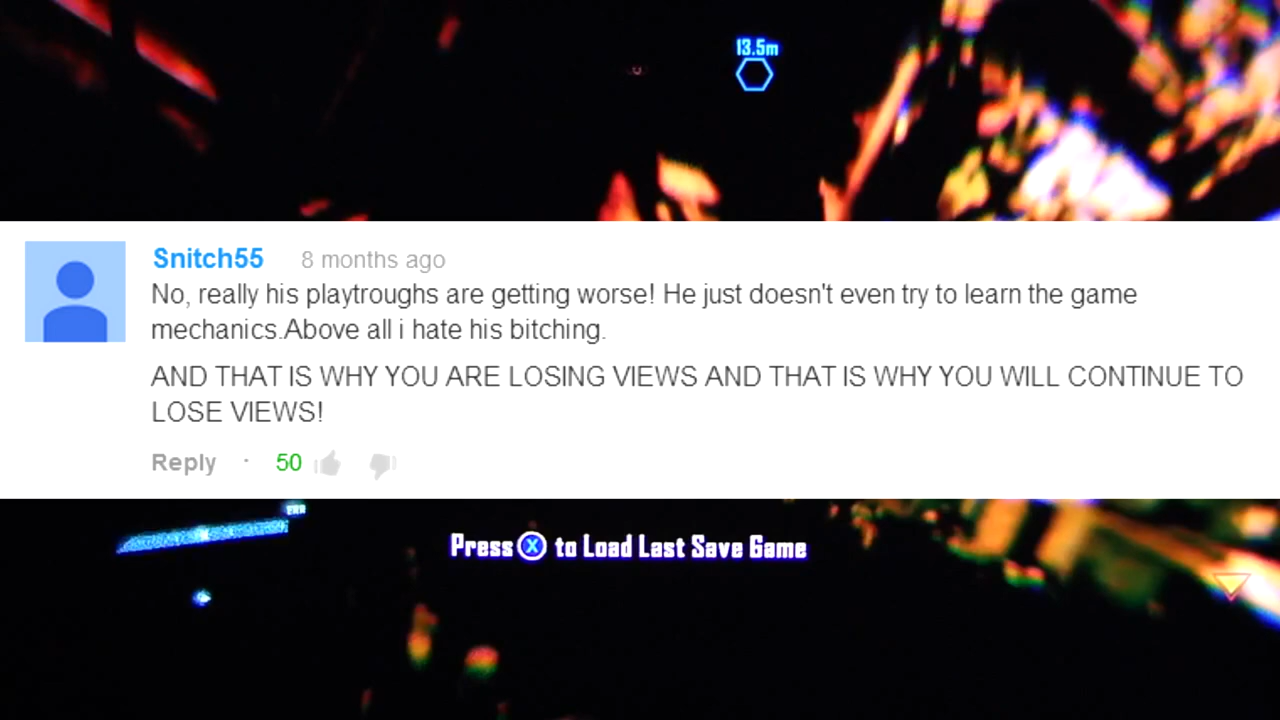 13.5m
Snitch55 8 months ago
No, really his playtroughs are getting worse! He just doesn't even try to learn the game
mechanics.Above all i hate his bitching.
AND THAT IS WHY YOU ARE LOSING VIEWS AND THAT IS WHY YOU WILL CONTINUE TO
LOSE VIEWS!
Reply · 50
ERR
Press X to Load Last Save Game